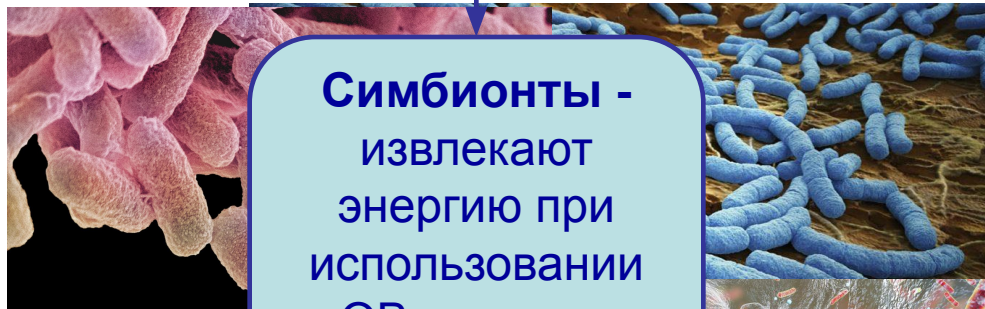 Симбионты -
извлекают
энергию при
использовании